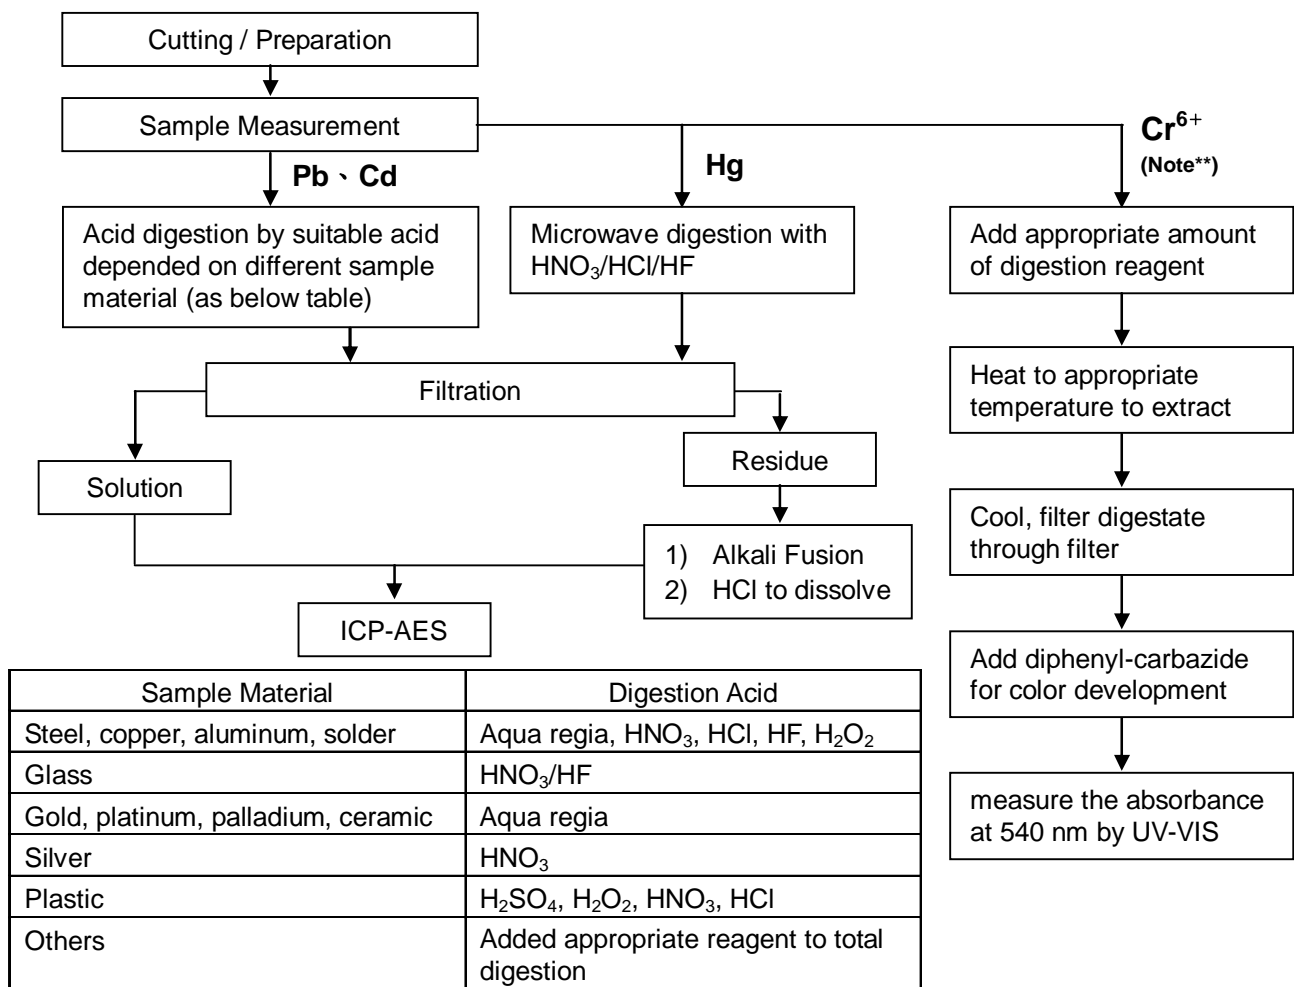 Cutting / Preparation
Sample Measurement
Pb、Cd
Hg
Cr⁶⁺
(Note**)
Acid digestion by suitable acid
depended on different sample
material (as below table)
Microwave digestion with
HNO₃/HCl/HF
Add appropriate amount
of digestion reagent
Filtration
Heat to appropriate
temperature to extract
Solution
Residue
Cool, filter digestate
through filter
1) Alkali Fusion
2) HCl to dissolve
ICP-AES
Add diphenyl-carbazide
for color development
measure the absorbance
at 540 nm by UV-VIS
Sample Material Digestion Acid
Steel, copper, aluminum, solder Aqua regia, HNO₃, HCl, HF, H₂O₂
Glass HNO₃/HF
Gold, platinum, palladium, ceramic Aqua regia
Silver HNO₃
Plastic H₂SO₄, H₂O₂, HNO₃, HCl
Others Added appropriate reagent to total
digestion